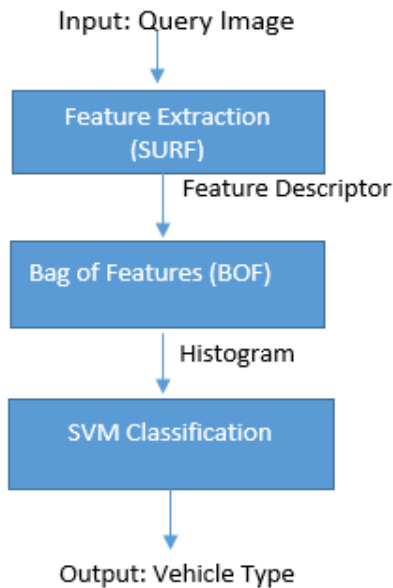 Input: Query Image
Feature Extraction
(SURF)
Feature Descriptor
Bag of Features (BOF)
Histogram
SVM Classification
Output: Vehicle Type